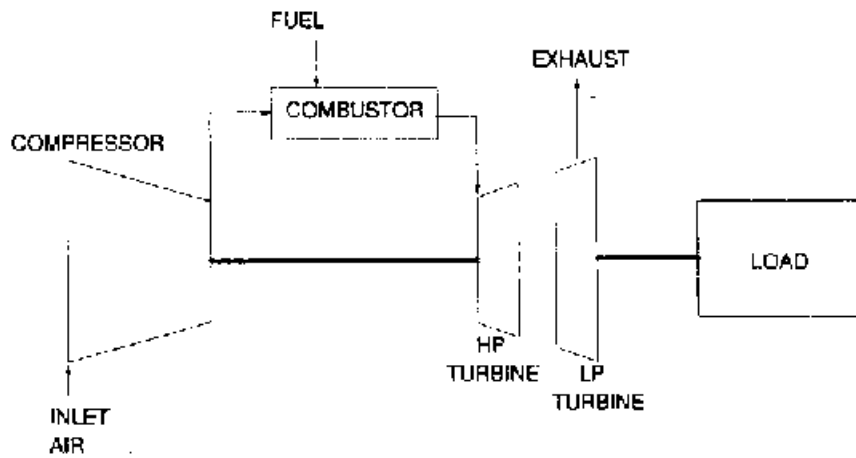 FUEL
EXHAUST
COMBUSTOR
COMPRESSOR
LOAD
HP
TURBINE
LP
TURBINE
INLET
AIR